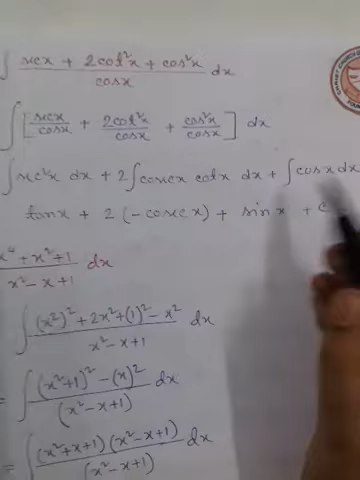 ∫ (secx + 2cot²x + cos²x)/cosx dx
∫ [secx/cosx + 2cot²x/cosx + cos²x/cosx] dx
∫sec²x dx + 2∫cosecx cotx dx + ∫cosx dx
tanx + 2(-cosecx) + sinx + c
(x⁴ + x² + 1)/(x² - x + 1) dx
∫ ((x²)² + 2x² + (1)² - x²)/(x² - x + 1) dx
= ∫ ((x²+1)² - (x)²)/(x² - x + 1) dx
= ∫ ((x²+x+1)(x²-x+1))/(x²-x+1) dx